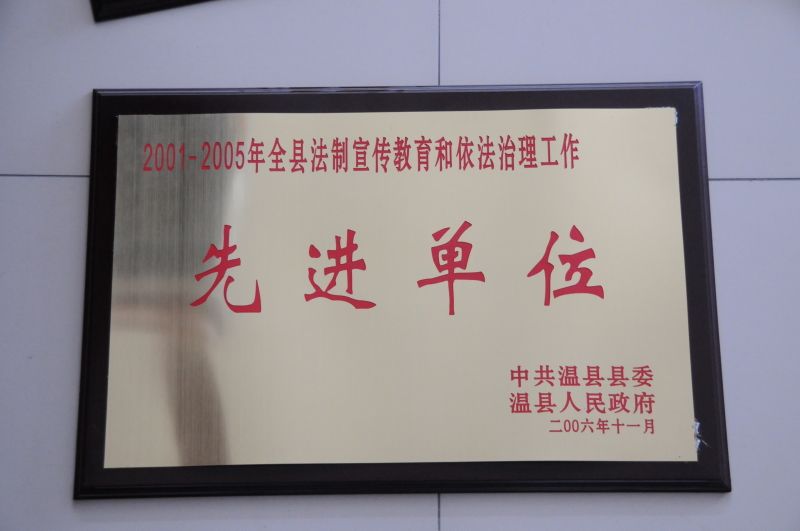 2001-2005年全县法制宣传教育和依法治理工作
先进单位
中共温县县委
温县人民政府
二00六年十一月